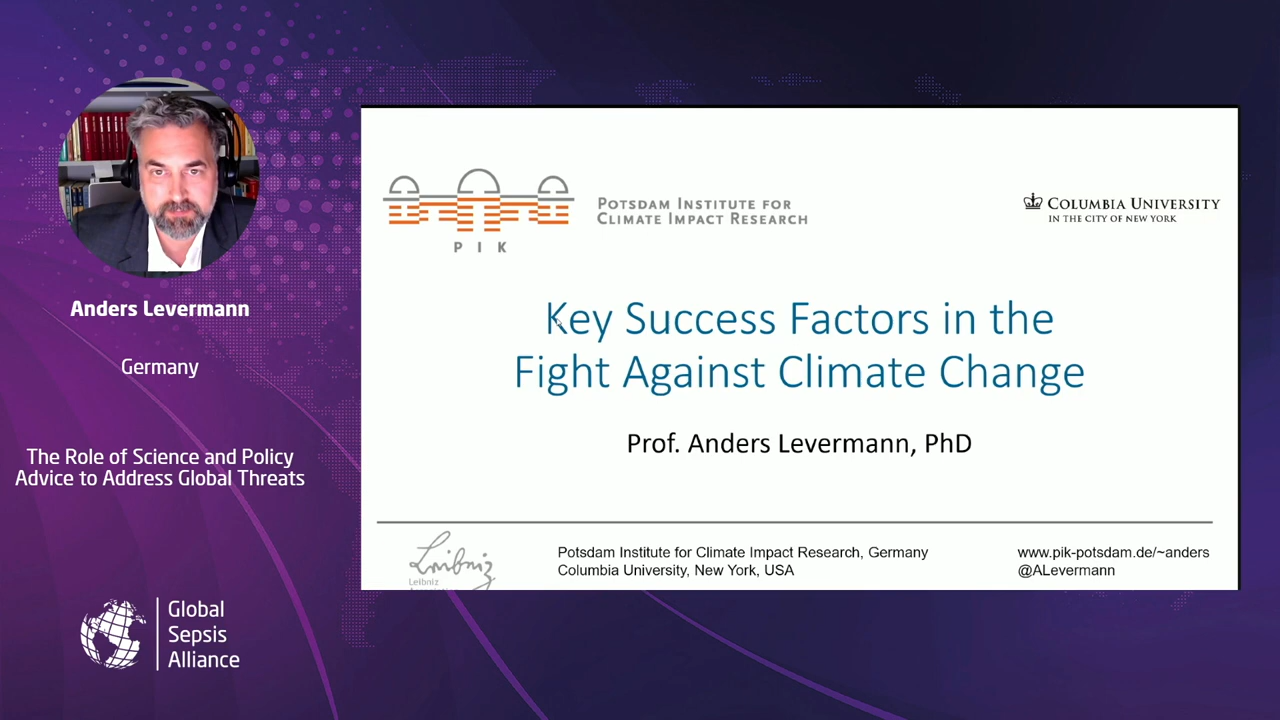 Anders Levermann
Germany
The Role of Science and Policy
Advice to Address Global Threats
Global
Sepsis
Alliance
POTSDAM INSTITUTE FOR
CLIMATE IMPACT RESEARCH
P I K
COLUMBIA UNIVERSITY
IN THE CITY OF NEW YORK
Key Success Factors in the
Fight Against Climate Change
Prof. Anders Levermann, PhD
Leibniz
Leibniz
Potsdam Institute for Climate Impact Research, Germany
Columbia University, New York, USA
www.pik-potsdam.de/~anders
@ALevermann